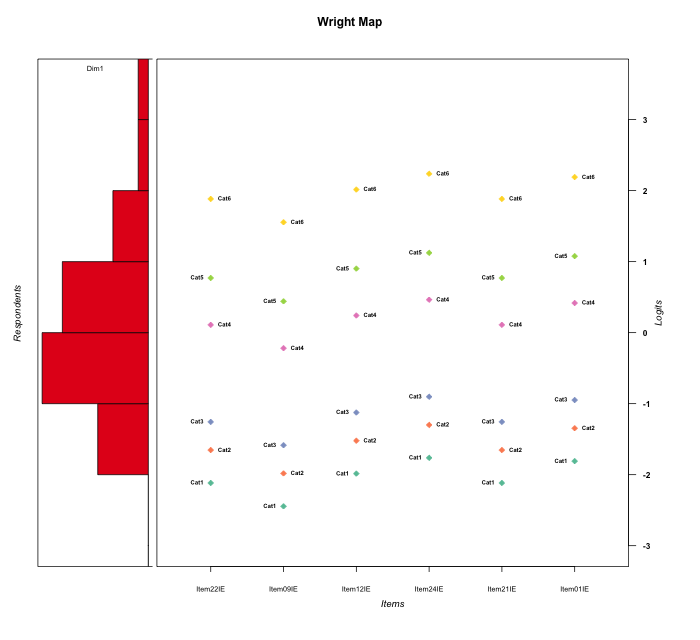 Wright Map
Dim1
Respondents
Cat6
Cat6
Cat6
Cat6
Cat6
Cat6
Cat5
Cat5
Cat5
Cat5
Cat5
Cat5
Cat4
Cat4
Cat4
Cat4
Cat4
Cat4
Cat3
Cat3
Cat3
Cat3
Cat3
Cat3
Cat2
Cat2
Cat2
Cat2
Cat2
Cat2
Cat1
Cat1
Cat1
Cat1
Cat1
Cat1
3
2
1
0
-1
-2
-3
Logits
Item22IE Item09IE Item12IE Item24IE Item21IE Item01IE
Items